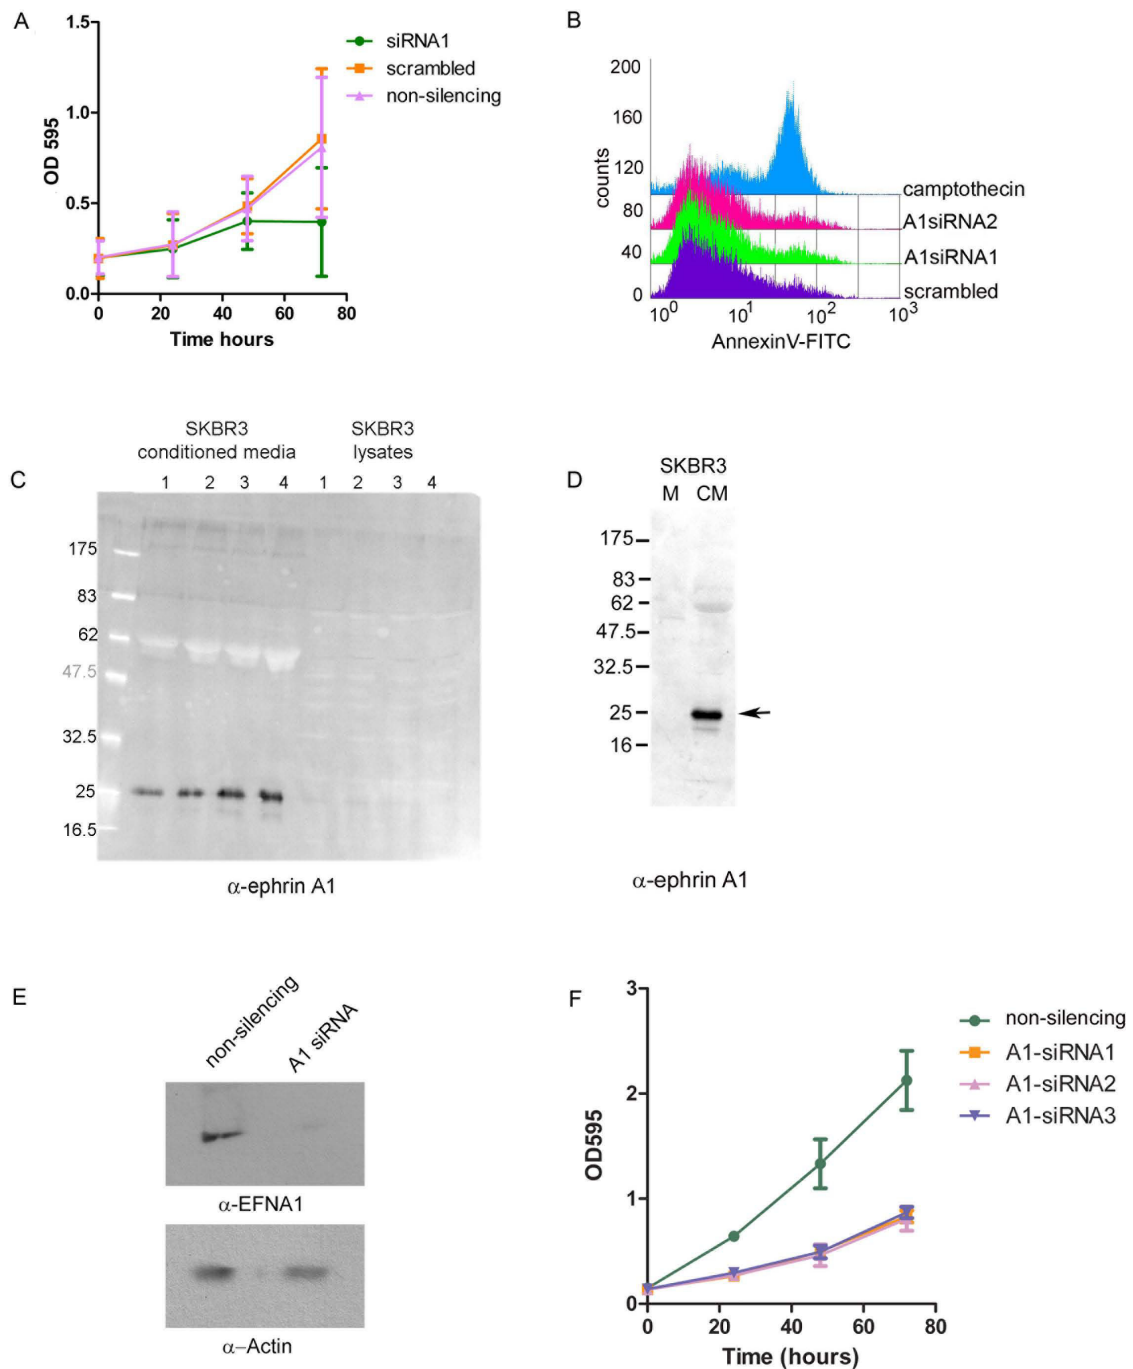 A
1.5
1.0
0.5
0.0
OD 595
0 20 40 60 80
Time hours
siRNA1
scrambled
non-silencing
B
200
160
120
80
40
0
counts
camptothecin
A1siRNA2
A1siRNA1
scrambled
10^0 10^1 10^2 10^3
AnnexinV-FITC
C
SKBR3 SKBR3
conditioned media lysates
1 2 3 4 1 2 3 4
175
83
62
47.5
32.5
25
16.5
α-ephrin A1
D
SKBR3
M CM
175
83
62
47.5
32.5
25
16
α-ephrin A1
E
non-silencing
A1 siRNA
α-EFNA1
α-Actin
F
3
2
1
0
OD595
0 20 40 60 80
Time (hours)
non-silencing
A1-siRNA1
A1-siRNA2
A1-siRNA3